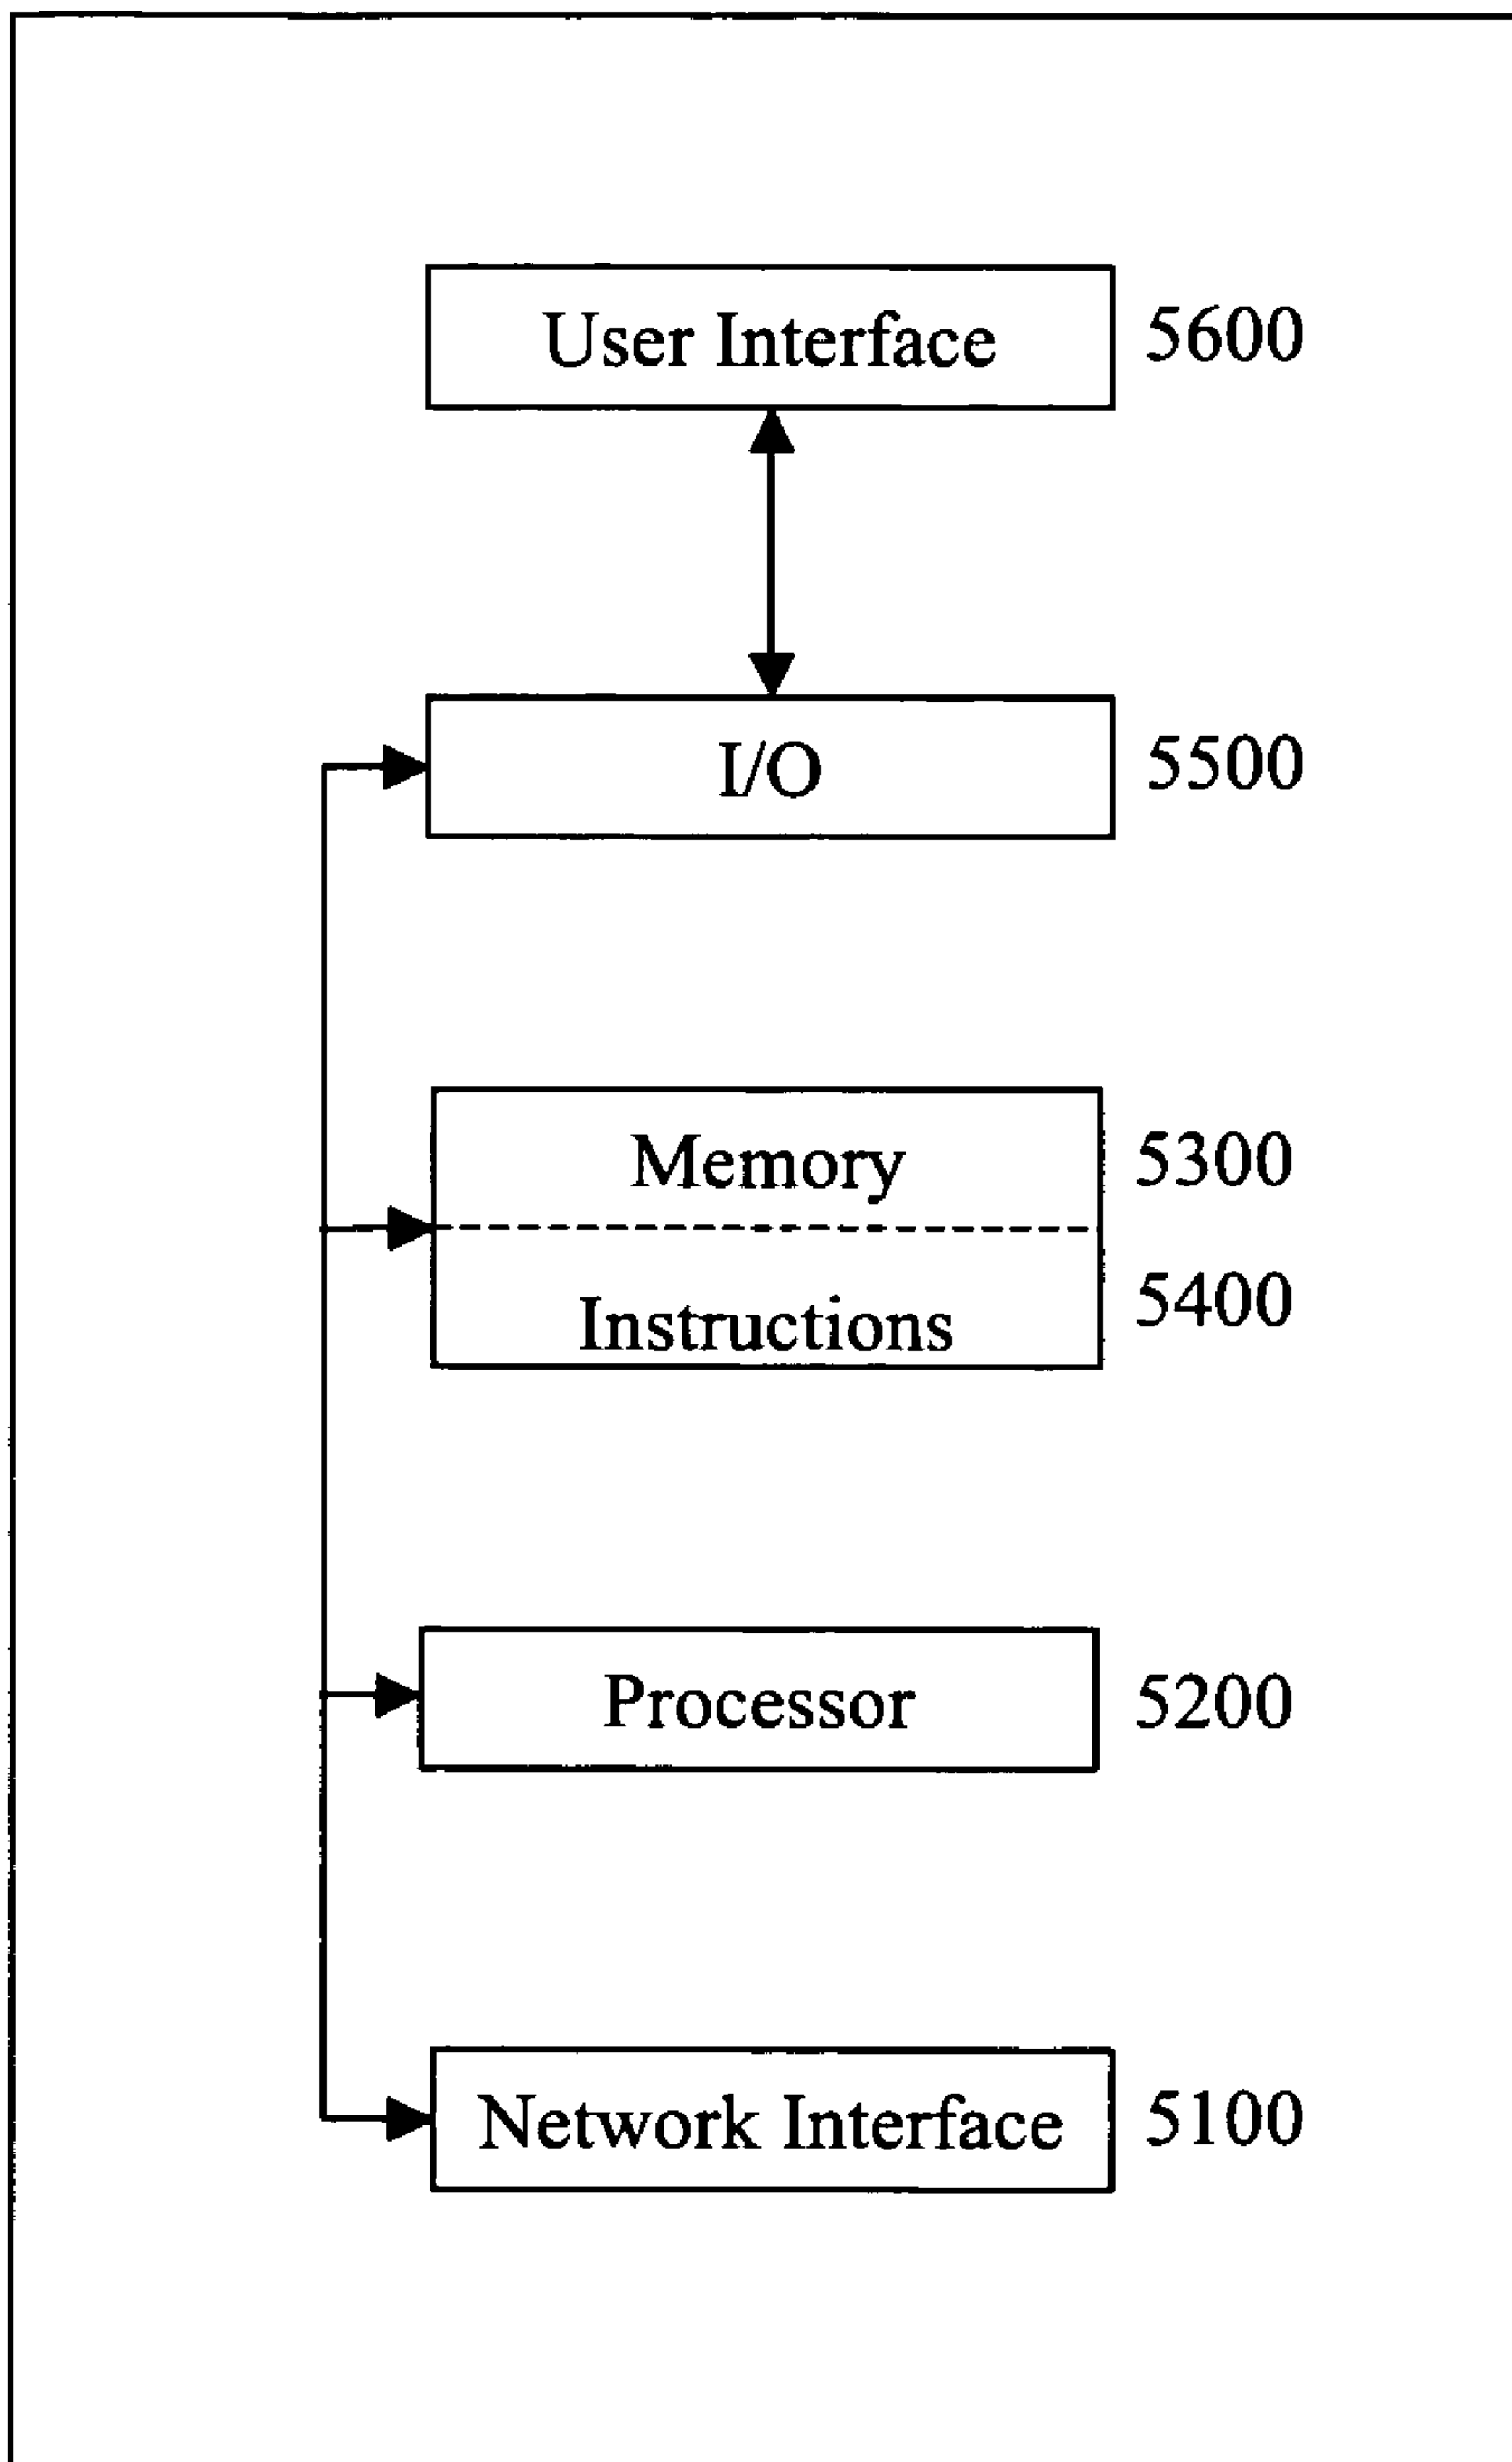 User Interface 5600
I/O 5500
Memory 5300
Instructions 5400
Processor 5200
Network Interface 5100